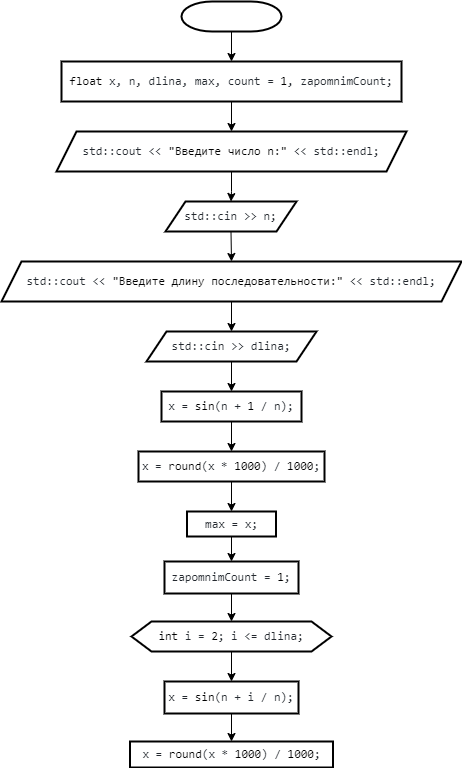 float x, n, dlina, max, count = 1, zapomnimCount;
std::cout << "Введите число n:" << std::endl;
std::cin >> n;
std::cout << "Введите длину последовательности:" << std::endl;
std::cin >> dlina;
x = sin(n + 1 / n);
x = round(x * 1000) / 1000;
max = x;
zapomnimCount = 1;
int i = 2; i <= dlina;
x = sin(n + i / n);
x = round(x * 1000) / 1000;